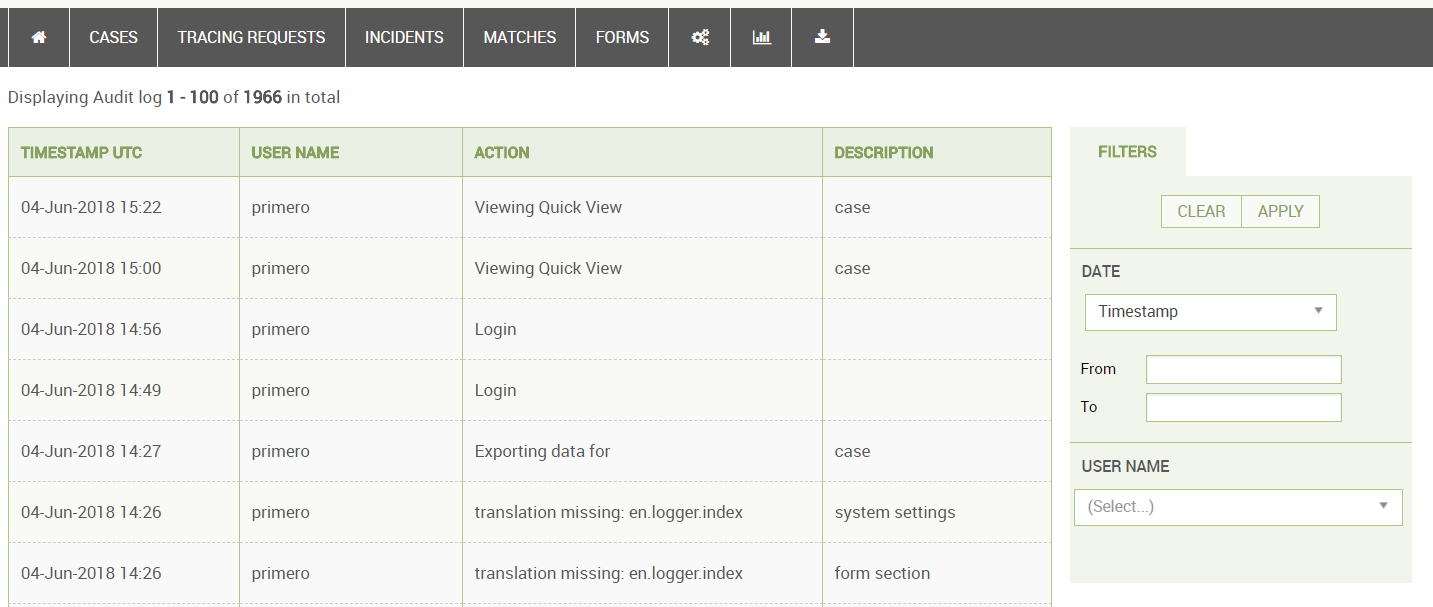 CASES TRACING REQUESTS INCIDENTS MATCHES FORMS
Displaying Audit log 1 - 100 of 1966 in total
TIMESTAMP UTC USER NAME ACTION DESCRIPTION
04-Jun-2018 15:22 primero Viewing Quick View case
04-Jun-2018 15:00 primero Viewing Quick View case
04-Jun-2018 14:56 primero Login
04-Jun-2018 14:49 primero Login
04-Jun-2018 14:27 primero Exporting data for case
04-Jun-2018 14:26 primero translation missing: en.logger.index system settings
04-Jun-2018 14:26 primero translation missing: en.logger.index form section
FILTERS
CLEAR APPLY
DATE
Timestamp
From
To
USER NAME
(Select...)